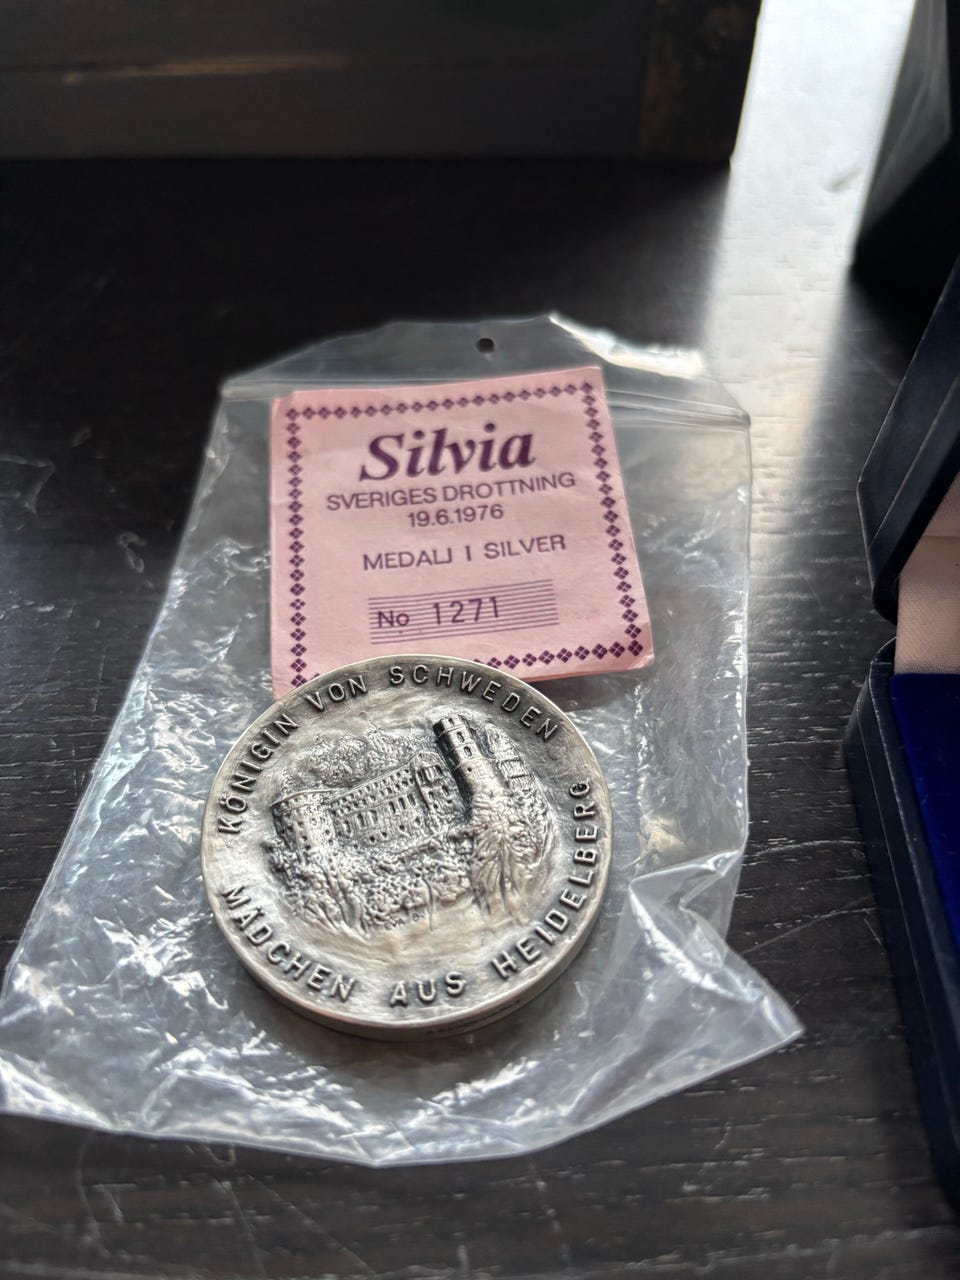 Silvia
SVERIGES DROTTNING
19.6.1976
MEDALJ I SILVER
No 1271
KÖNIGIN VON SCHWEDEN
MÄDCHEN AUS HEIDELBERG